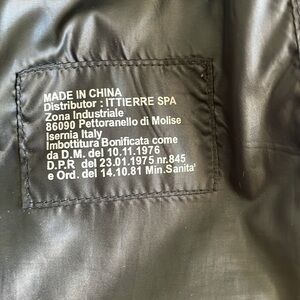 MADE IN CHINA
Distributor : ITTIERRE SPA
Zona Industriale
86090 Pettoranello di Molise
Isernia Italy
Imbottitura Bonificata come
da D.M. del 10.11.1976
D.P.R del 23.01.1975 nr.845
e Ord. del 14.10.81 Min.Sanita'